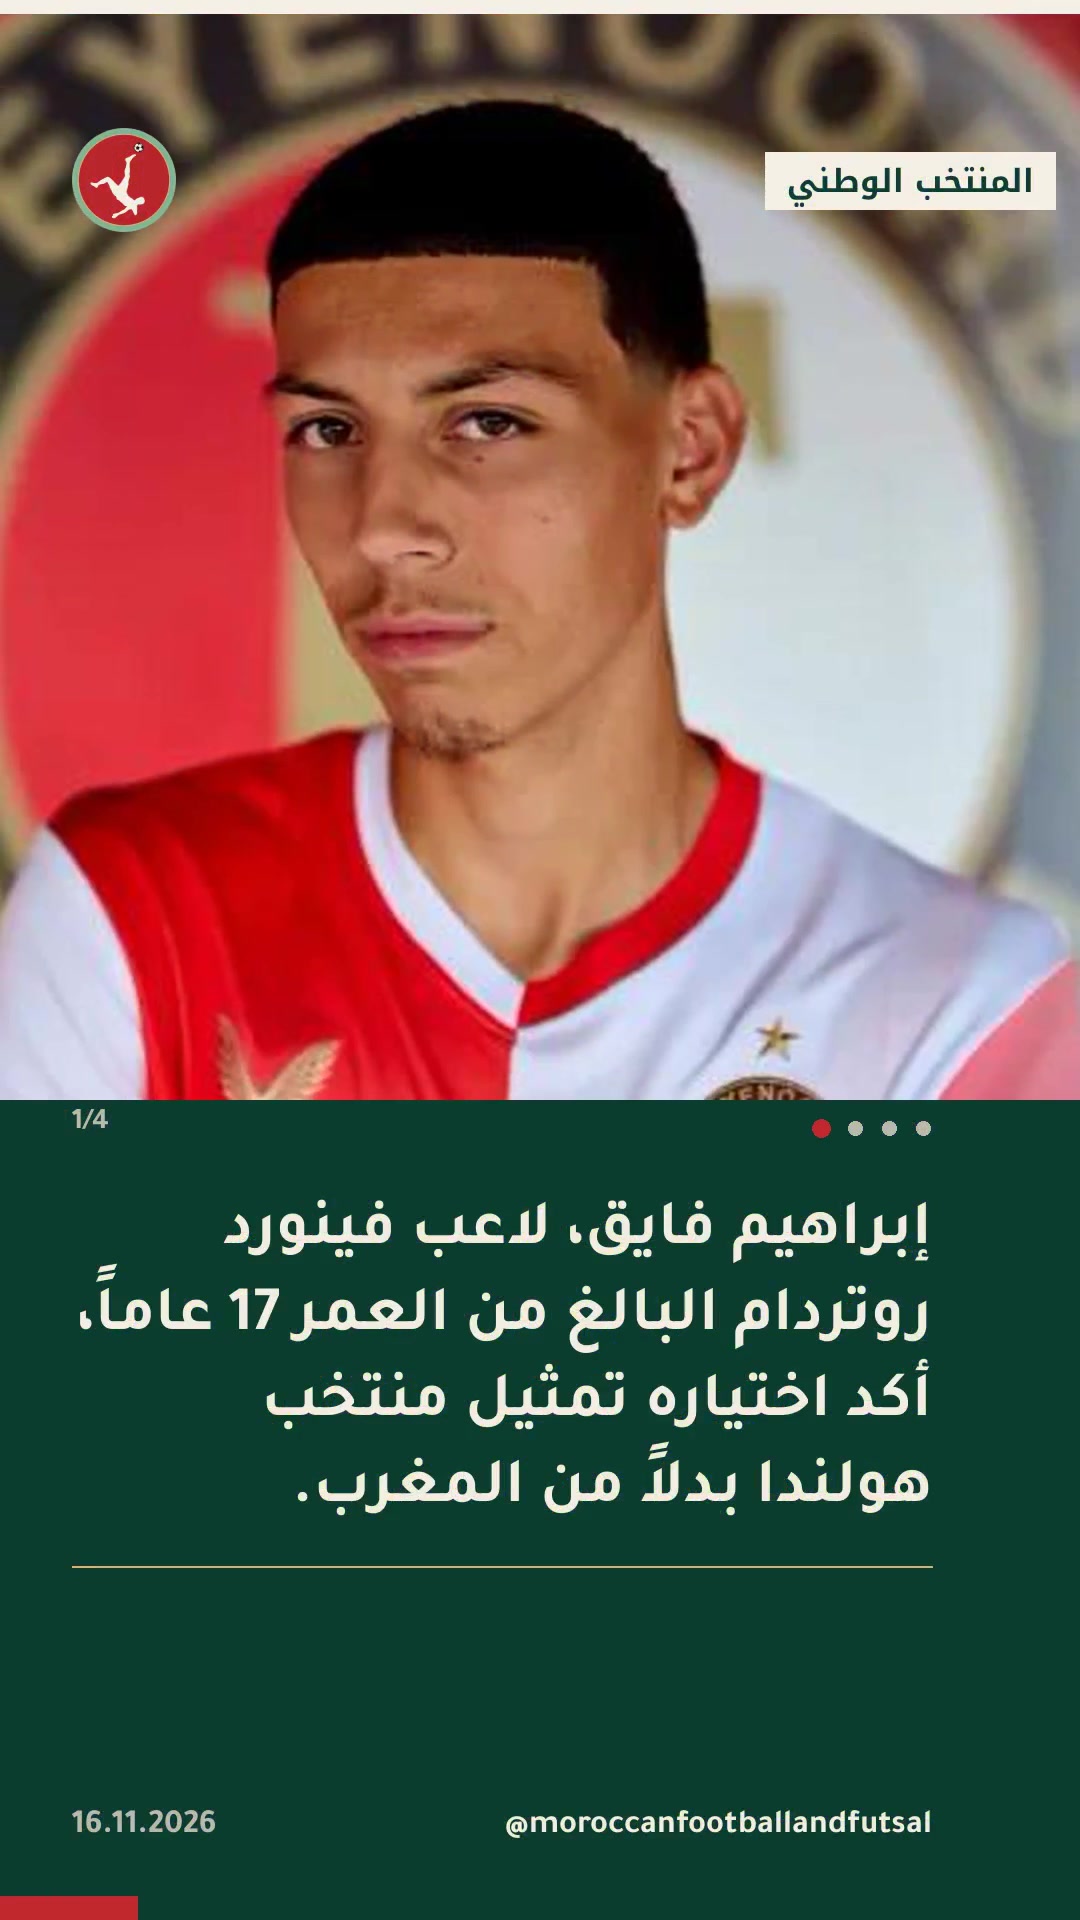 المنتخب الوطني
1/4
إبراهيم فايق، لاعب فينورد
روتردام البالغ من العمر 17 عاماً،
أكد اختياره تمثيل منتخب
هولندا بدلاً من المغرب.
16.11.2026
@moroccanfootballandfutsal